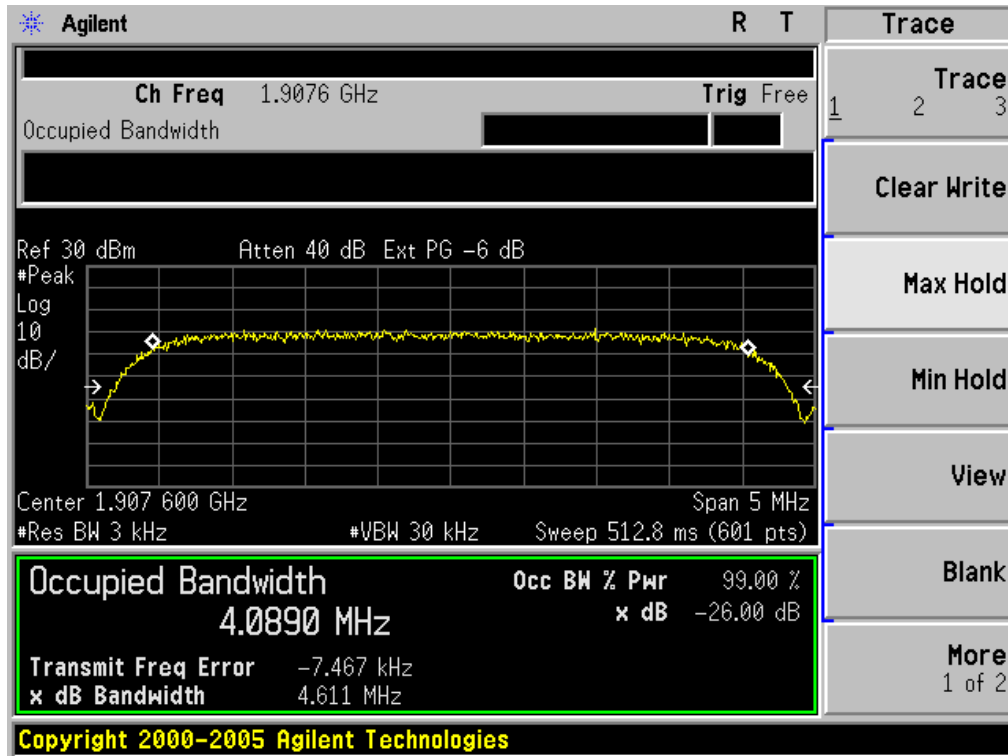 Agilent R T
Ch Freq 1.9076 GHz Trig Free
Occupied Bandwidth
Ref 30 dBm Atten 40 dB Ext PG -6 dB
#Peak
Log
10
dB/
Center 1.907 600 GHz Span 5 MHz
#Res BW 3 kHz #VBW 30 kHz Sweep 512.8 ms (601 pts)
Occupied Bandwidth
4.0890 MHz
Occ BW % Pwr 99.00 %
x dB -26.00 dB
Transmit Freq Error -7.467 kHz
x dB Bandwidth 4.611 MHz
Copyright 2000-2005 Agilent Technologies
Trace
Trace
1 2 3
Clear Write
Max Hold
Min Hold
View
Blank
More
1 of 2